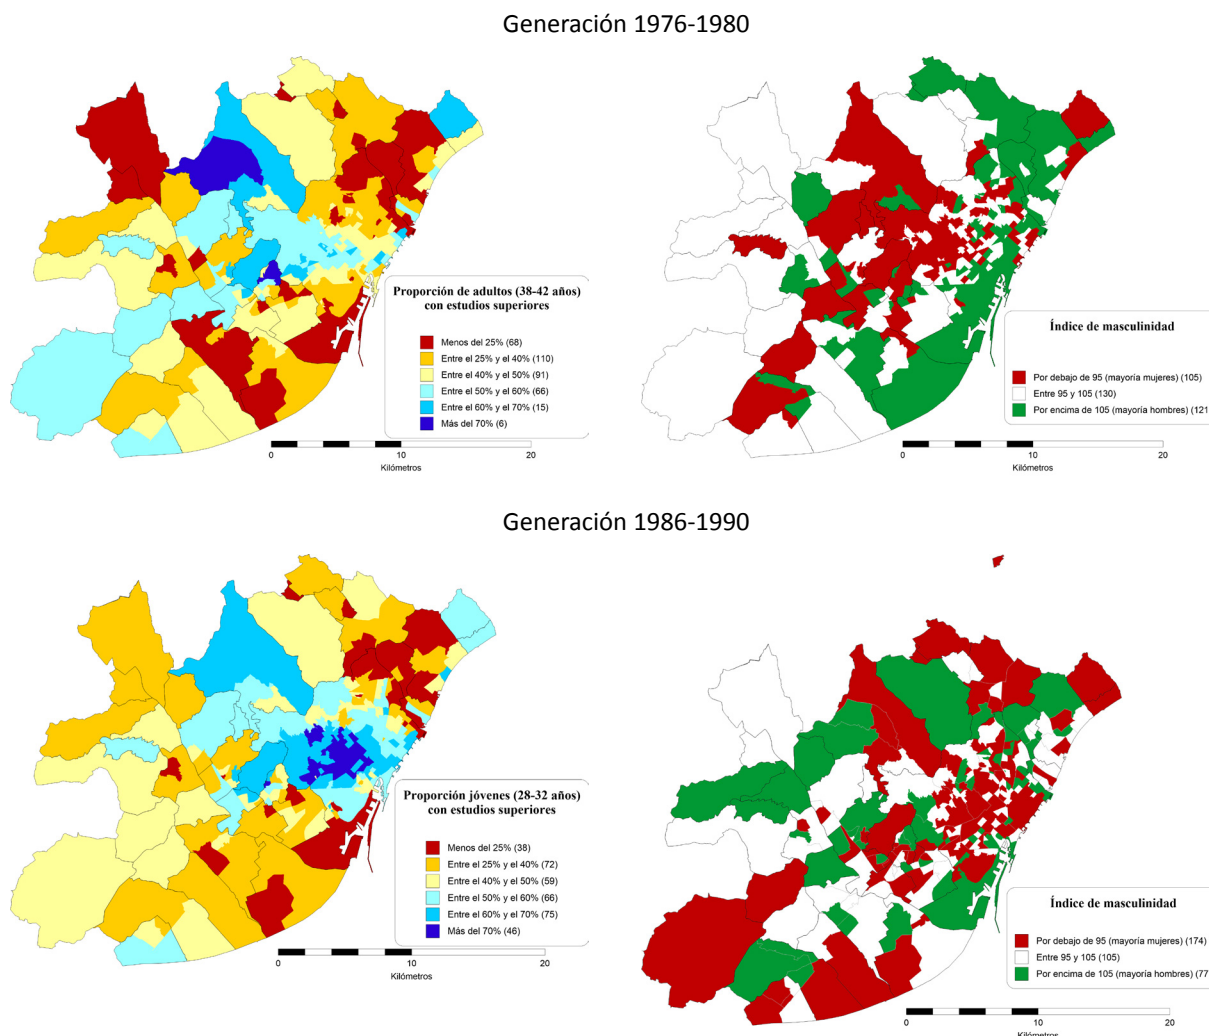 Generación 1976-1980
Proporción de adultos (38-42 años)
con estudios superiores
Menos del 25% (68)
Entre el 25% y el 40% (110)
Entre el 40% y el 50% (91)
Entre el 50% y el 60% (66)
Entre el 60% y el 70% (15)
Más del 70% (6)
0
10
20
Kilómetros
Índice de masculinidad
Por debajo de 95 (mayoría mujeres) (105)
Entre 95 y 105 (130)
Por encima de 105 (mayoría hombres) (121
0
10
20
Kilómetros
Generación 1986-1990
Proporción jóvenes (28-32 años)
con estudios superiores
Menos del 25% (38)
Entre el 25% y el 40% (72)
Entre el 40% y el 50% (59)
Entre el 50% y el 60% (66)
Entre el 60% y el 70% (75)
Más del 70% (46)
0
10
20
Kilómetros
Índice de masculinidad
Por debajo de 95 (mayoría mujeres) (174)
Entre 95 y 105 (105)
Por encima de 105 (mayoría hombres) (77
0
10
20
Kilómetros